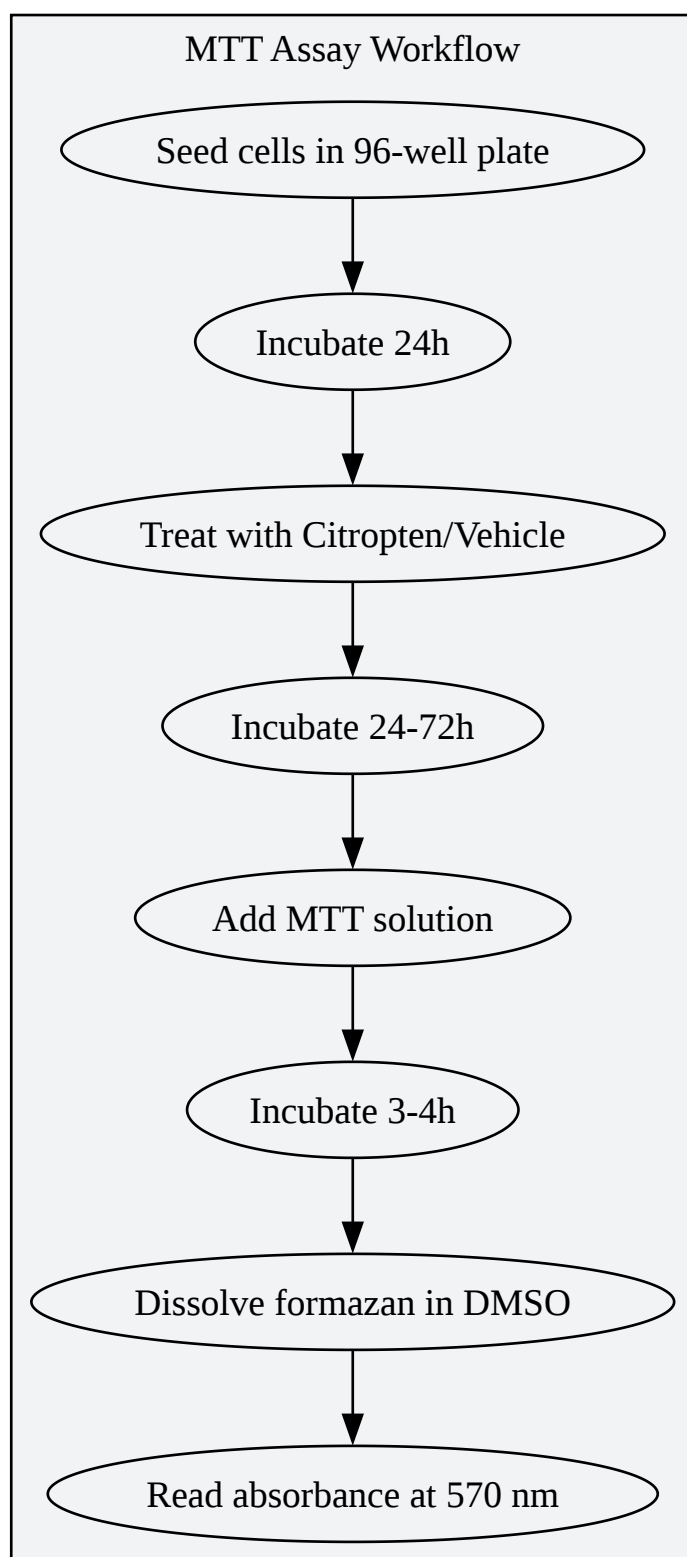 MTT Assay Workflow
Seed cells in 96-well plate
Incubate 24h
Treat with Citropten/Vehicle
Incubate 24-72h
Add MTT solution
Incubate 3-4h
Dissolve formazan in DMSO
Read absorbance at 570 nm